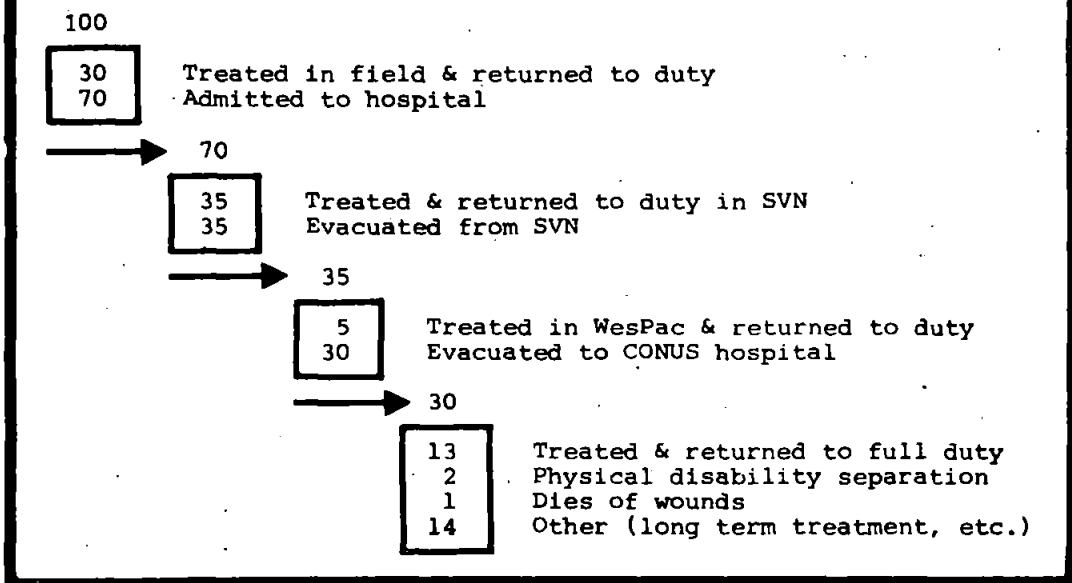 100
30 Treated in field & returned to duty
70 Admitted to hospital
70
35 Treated & returned to duty in SVN
35 Evacuated from SVN
35
5 Treated in WesPac & returned to duty
30 Evacuated to CONUS hospital
30
13 Treated & returned to full duty
2 Physical disability separation
1 Dies of wounds
14 Other (long term treatment, etc.)